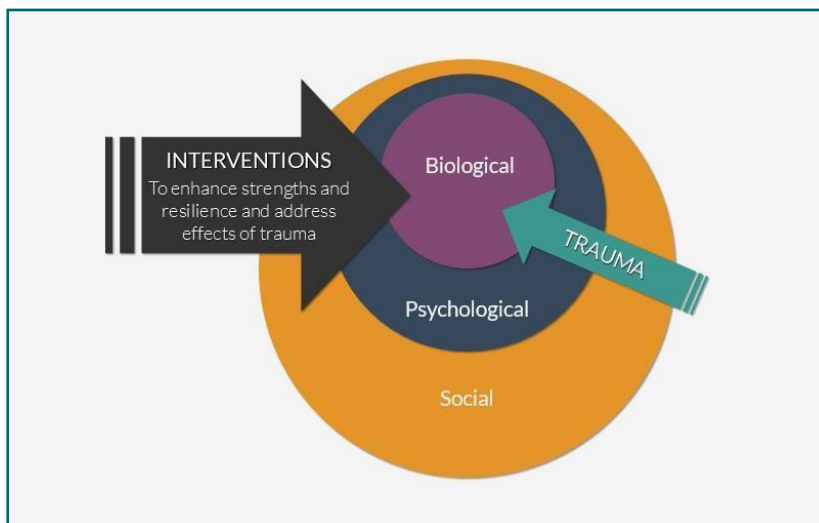 INTERVENTIONS
To enhance strengths and
resilience and address
effects of trauma
Biological
TRAUMA
Psychological
Social